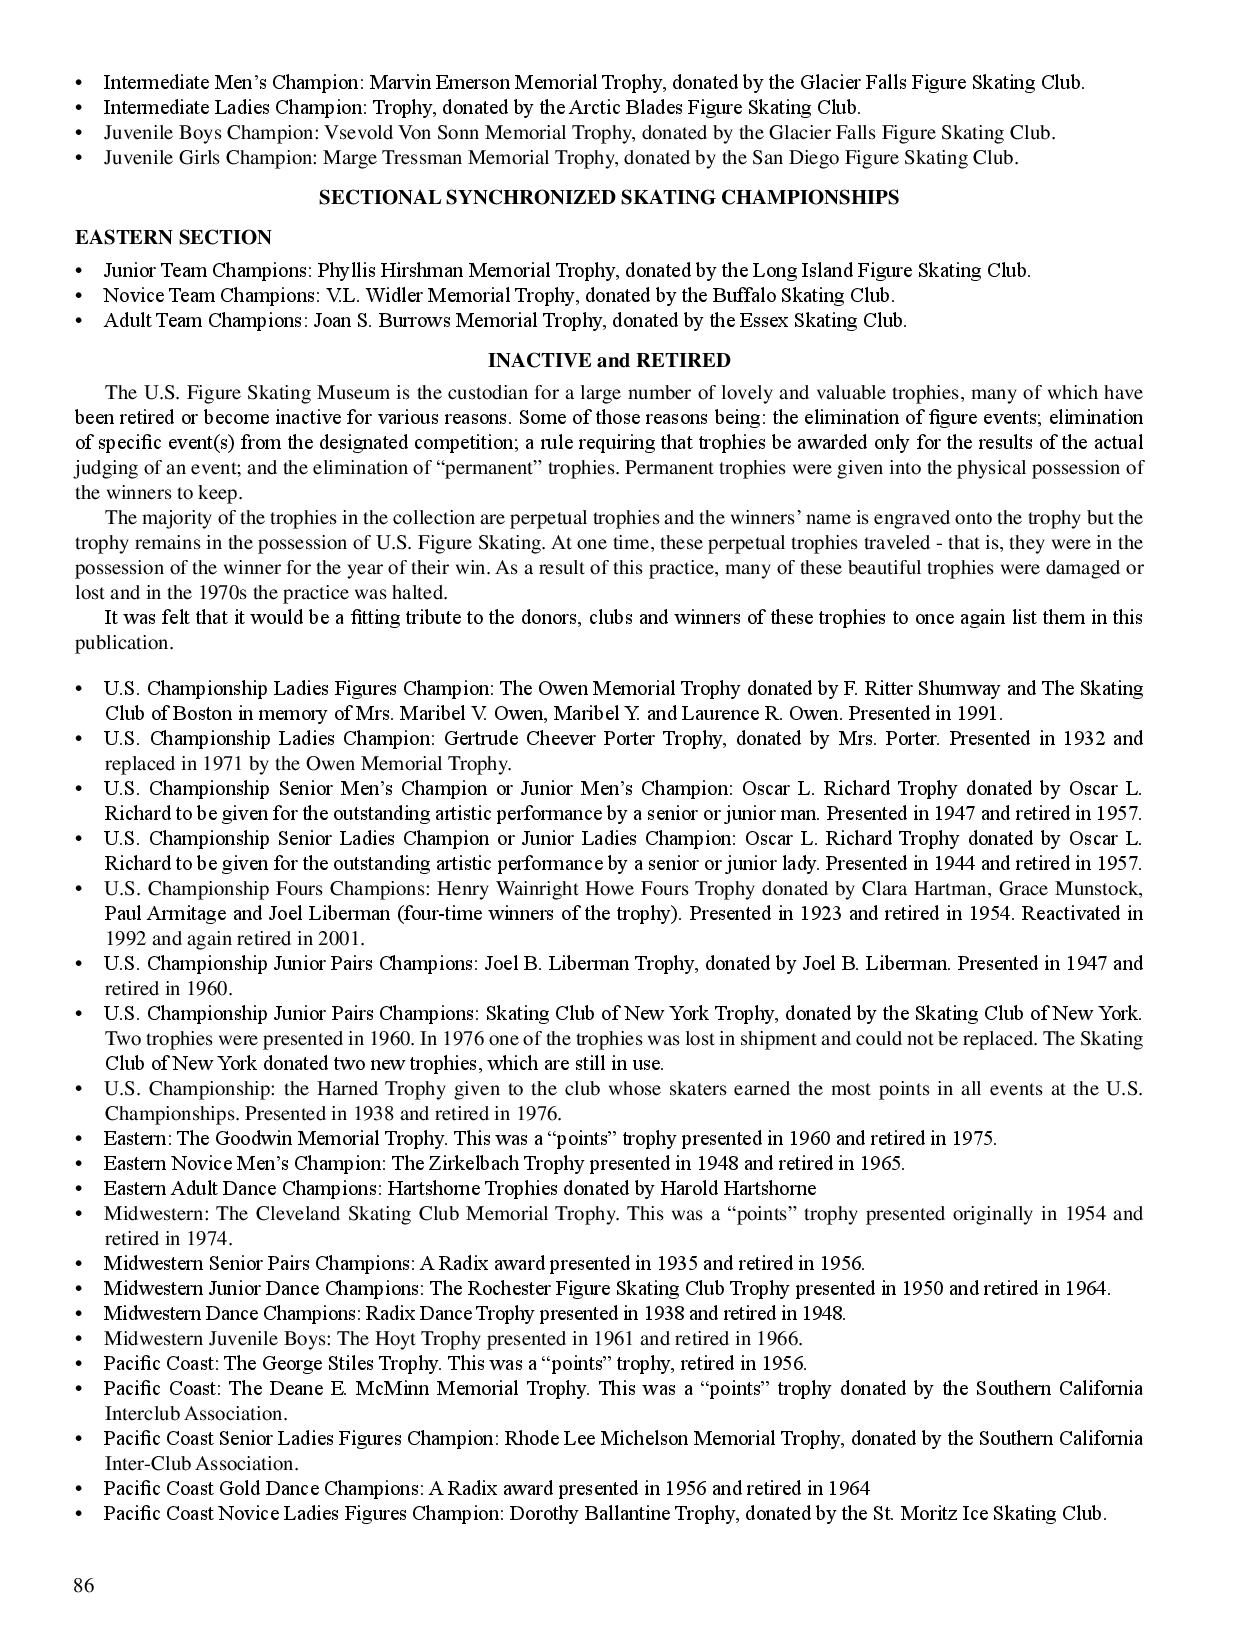 • Intermediate Men’s Champion: Marvin Emerson Memorial Trophy, donated by the Glacier Falls Figure Skating Club.
• Intermediate Ladies Champion: Trophy, donated by the Arctic Blades Figure Skating Club.
• Juvenile Boys Champion: Vsevold Von Sonn Memorial Trophy, donated by the Glacier Falls Figure Skating Club.
• Juvenile Girls Champion: Marge Tressman Memorial Trophy, donated by the San Diego Figure Skating Club.
SECTIONAL SYNCHRONIZED SKATING CHAMPIONSHIPS
EASTERN SECTION
• Junior Team Champions: Phyllis Hirshman Memorial Trophy, donated by the Long Island Figure Skating Club.
• Novice Team Champions: V.L. Widler Memorial Trophy, donated by the Buffalo Skating Club.
• Adult Team Champions: Joan S. Burrows Memorial Trophy, donated by the Essex Skating Club.
INACTIVE and RETIRED
The U.S. Figure Skating Museum is the custodian for a large number of lovely and valuable trophies, many of which have
been retired or become inactive for various reasons. Some of those reasons being: the elimination of figure events; elimination
of specific event(s) from the designated competition; a rule requiring that trophies be awarded only for the results of the actual
judging of an event; and the elimination of “permanent” trophies. Permanent trophies were given into the physical possession of
the winners to keep.
The majority of the trophies in the collection are perpetual trophies and the winners’ name is engraved onto the trophy but the
trophy remains in the possession of U.S. Figure Skating. At one time, these perpetual trophies traveled - that is, they were in the
possession of the winner for the year of their win. As a result of this practice, many of these beautiful trophies were damaged or
lost and in the 1970s the practice was halted.
It was felt that it would be a fitting tribute to the donors, clubs and winners of these trophies to once again list them in this
publication.
• U.S. Championship Ladies Figures Champion: The Owen Memorial Trophy donated by F. Ritter Shumway and The Skating
Club of Boston in memory of Mrs. Maribel V. Owen, Maribel Y. and Laurence R. Owen. Presented in 1991.
• U.S. Championship Ladies Champion: Gertrude Cheever Porter Trophy, donated by Mrs. Porter. Presented in 1932 and
replaced in 1971 by the Owen Memorial Trophy.
• U.S. Championship Senior Men’s Champion or Junior Men’s Champion: Oscar L. Richard Trophy donated by Oscar L.
Richard to be given for the outstanding artistic performance by a senior or junior man. Presented in 1947 and retired in 1957.
• U.S. Championship Senior Ladies Champion or Junior Ladies Champion: Oscar L. Richard Trophy donated by Oscar L.
Richard to be given for the outstanding artistic performance by a senior or junior lady. Presented in 1944 and retired in 1957.
• U.S. Championship Fours Champions: Henry Wainright Howe Fours Trophy donated by Clara Hartman, Grace Munstock,
Paul Armitage and Joel Liberman (four-time winners of the trophy). Presented in 1923 and retired in 1954. Reactivated in
1992 and again retired in 2001.
• U.S. Championship Junior Pairs Champions: Joel B. Liberman Trophy, donated by Joel B. Liberman. Presented in 1947 and
retired in 1960.
• U.S. Championship Junior Pairs Champions: Skating Club of New York Trophy, donated by the Skating Club of New York.
Two trophies were presented in 1960. In 1976 one of the trophies was lost in shipment and could not be replaced. The Skating
Club of New York donated two new trophies, which are still in use.
• U.S. Championship: the Harned Trophy given to the club whose skaters earned the most points in all events at the U.S.
Championships. Presented in 1938 and retired in 1976.
• Eastern: The Goodwin Memorial Trophy. This was a “points” trophy presented in 1960 and retired in 1975.
• Eastern Novice Men’s Champion: The Zirkelbach Trophy presented in 1948 and retired in 1965.
• Eastern Adult Dance Champions: Hartshorne Trophies donated by Harold Hartshorne
• Midwestern: The Cleveland Skating Club Memorial Trophy. This was a “points” trophy presented originally in 1954 and
retired in 1974.
• Midwestern Senior Pairs Champions: A Radix award presented in 1935 and retired in 1956.
• Midwestern Junior Dance Champions: The Rochester Figure Skating Club Trophy presented in 1950 and retired in 1964.
• Midwestern Dance Champions: Radix Dance Trophy presented in 1938 and retired in 1948.
• Midwestern Juvenile Boys: The Hoyt Trophy presented in 1961 and retired in 1966.
• Pacific Coast: The George Stiles Trophy. This was a “points” trophy, retired in 1956.
• Pacific Coast: The Deane E. McMinn Memorial Trophy. This was a “points” trophy donated by the Southern California
Interclub Association.
• Pacific Coast Senior Ladies Figures Champion: Rhode Lee Michelson Memorial Trophy, donated by the Southern California
Inter-Club Association.
• Pacific Coast Gold Dance Champions: A Radix award presented in 1956 and retired in 1964
• Pacific Coast Novice Ladies Figures Champion: Dorothy Ballantine Trophy, donated by the St. Moritz Ice Skating Club.
86